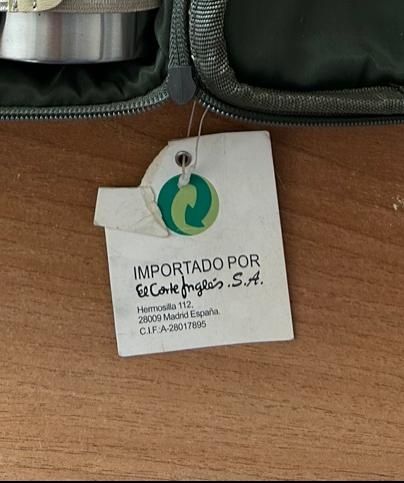 IMPORTADO POR
El Corte Inglés.S.A.
Hermosilla 112,
28009 Madrid España.
C.I.F.:A-28017895